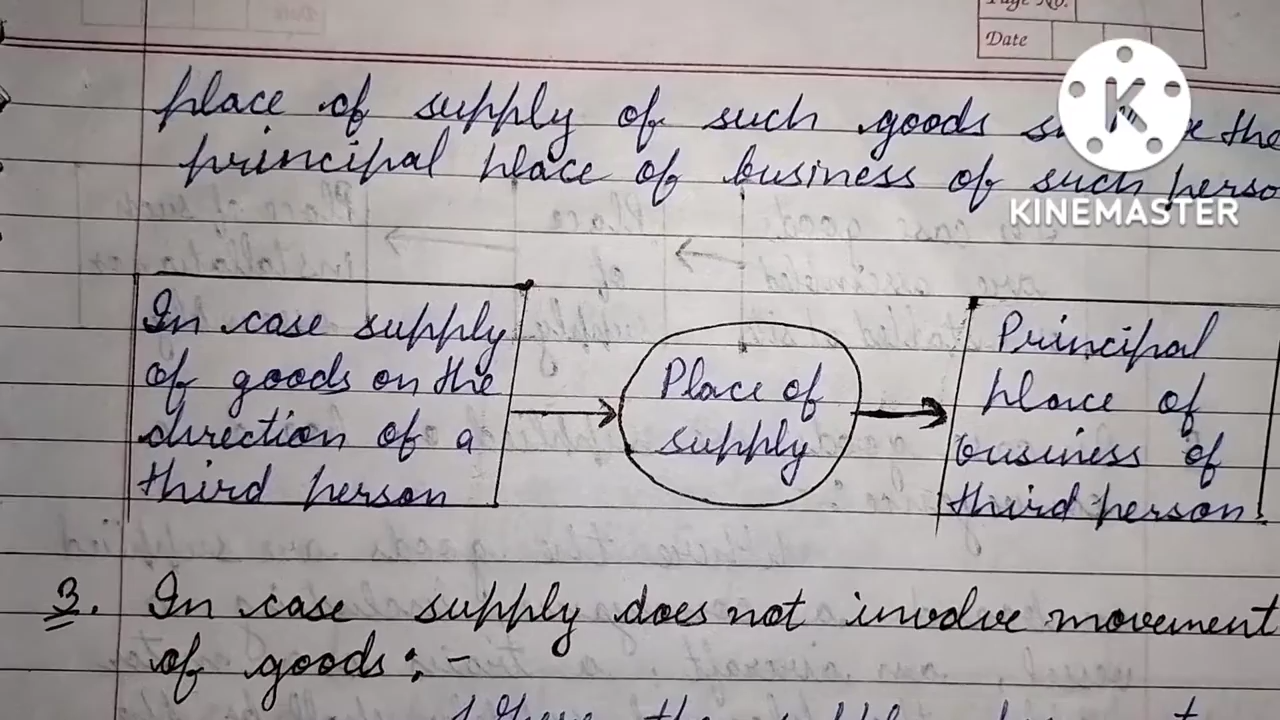 Page No.
Date
place of supply of such goods the
principal place of business of such perso
KINEMASTER
In case supply
of goods on the
direction of a
third person
Place of
supply
Principal
place of
business of
third person.
3. In case supply does not involve movement
of goods :-